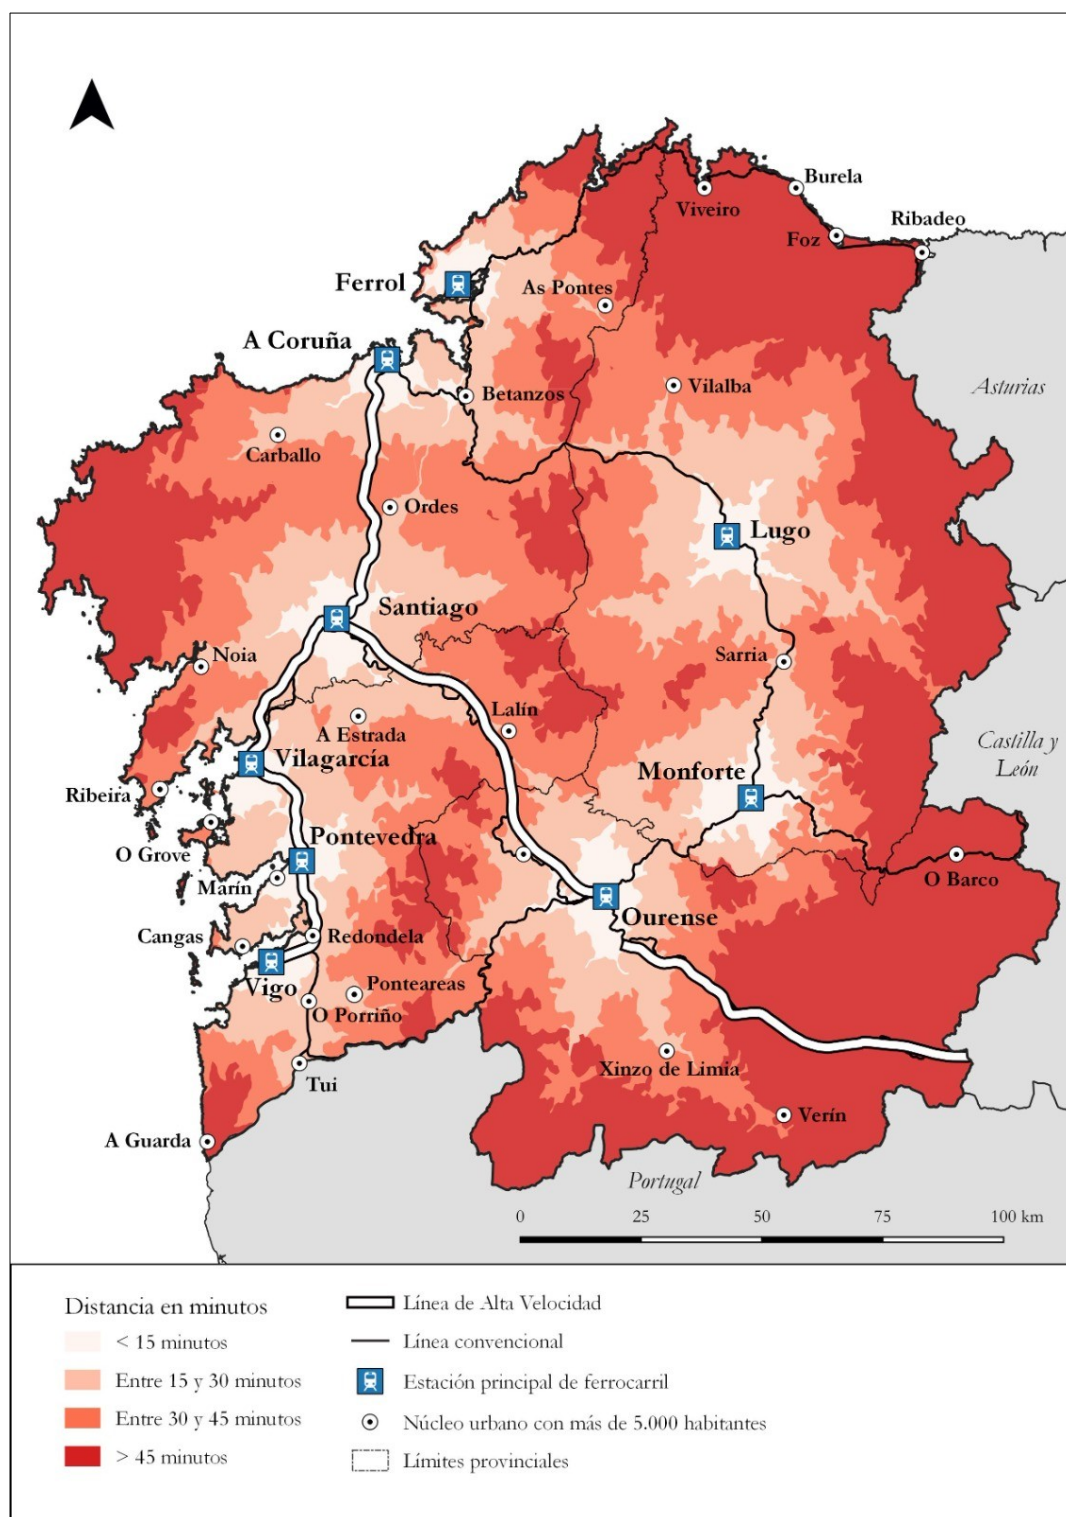 Burela
Viveiro
Ribadeo
Foz
Ferrol
As Pontes
A Coruña
Asturias
Betanzos
Vilalba
Carballo
Ordes
Lugo
Santiago
Noia
Sarria
Lalín
A Estrada
Castilla y
León
Vilagarcía
Monforte
Ribeira
Pontevedra
O Grove
Marín
O Barco
Ourense
Cangas
Redondela
Vigo
Ponteareas
O Porriño
Xinzo de Limia
Tui
Verín
A Guarda
Portugal
0 25 50 75 100 km
Distancia en minutos
< 15 minutos
Entre 15 y 30 minutos
Entre 30 y 45 minutos
> 45 minutos
Línea de Alta Velocidad
Línea convencional
Estación principal de ferrocarril
Núcleo urbano con más de 5.000 habitantes
Límites provinciales